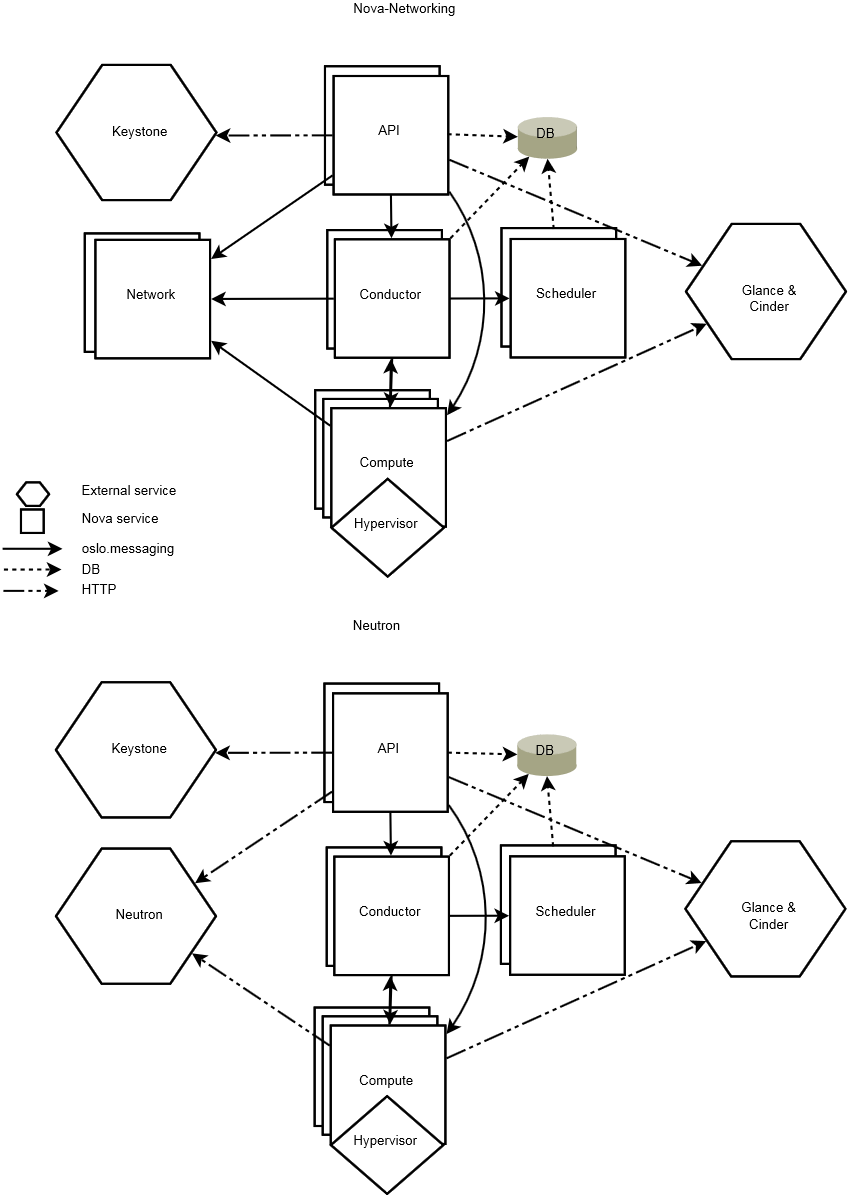 Nova-Networking
Keystone
API
DB
Network
Conductor
Scheduler
Glance &
Cinder
Compute
Hypervisor
External service
Nova service
oslo.messaging
DB
HTTP
Neutron
Keystone
API
DB
Neutron
Conductor
Scheduler
Glance &
Cinder
Compute
Hypervisor